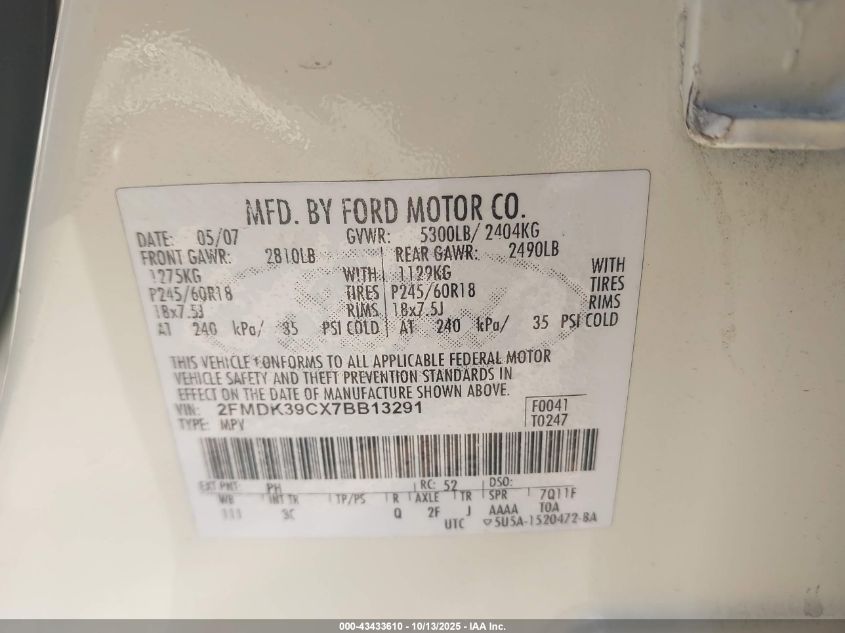 MFD. BY FORD MOTOR CO.
DATE: 05/07 GVWR: 5300LB/ 2404KG
FRONT GAWR: 2810LB REAR GAWR: 2490LB
1275KG WITH 1129KG WITH
P245/60R18 TIRES P245/60R18 TIRES
18x7.5J RIMS 18x7.5J RIMS
AT 240 kPa/ 35 PSI COLD AT 240 kPa/ 35 PSI COLD
THIS VEHICLE CONFORMS TO ALL APPLICABLE FEDERAL MOTOR
VEHICLE SAFETY AND THEFT PREVENTION STANDARDS IN
EFFECT ON THE DATE OF MANUFACTURE SHOWN ABOVE.
VIN: 2FMDK39CX7BB13291 F0041
TYPE: MPV T0247
EXT PNT: PH RC: 52 DSO:
WB INT TR TP/PS R AXLE TR SPR 7Q11F
3C Q 2F J AAAA TOA
UTC 5U5A-1520472-BA
000-43433610 - 10/13/2025 - IAA Inc.